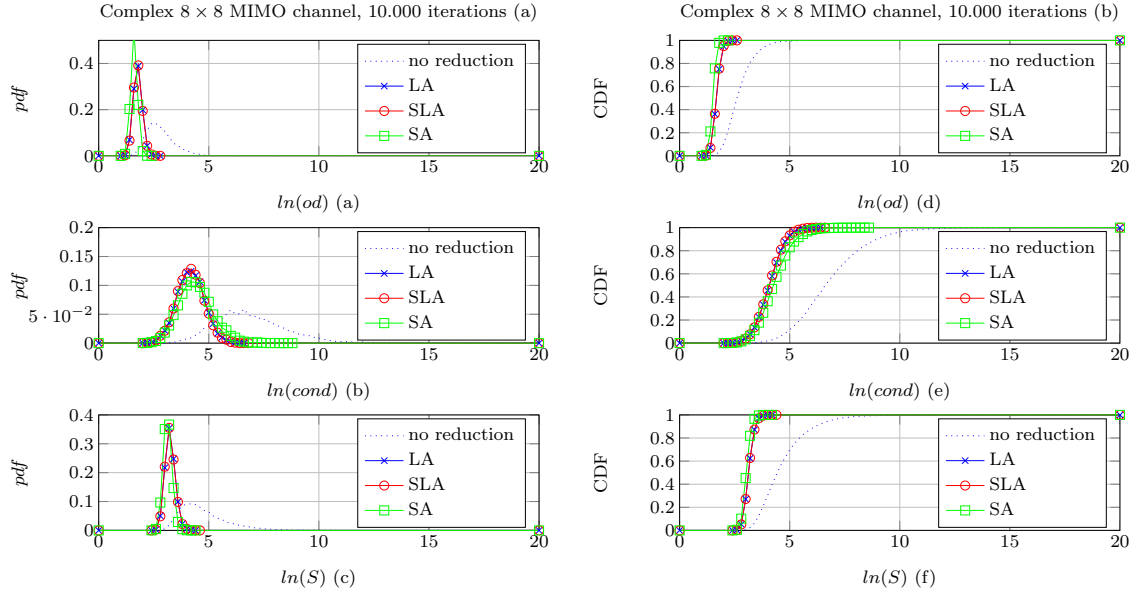 Complex 8 × 8 MIMO channel, 10.000 iterations (a)
0.4
0.2
0
pdf
no reduction
LA
SLA
SA
0 5 10 15 20
ln(od) (a)
Complex 8 × 8 MIMO channel, 10.000 iterations (b)
1
0.8
0.6
0.4
0.2
0
CDF
no reduction
LA
SLA
SA
0 5 10 15 20
ln(od) (d)
0.2
0.15
0.1
5 · 10⁻²
0
pdf
no reduction
LA
SLA
SA
0 5 10 15 20
ln(cond) (b)
1
0.8
0.6
0.4
0.2
0
CDF
no reduction
LA
SLA
SA
0 5 10 15 20
ln(cond) (e)
0.4
0.3
0.2
0.1
0
pdf
no reduction
LA
SLA
SA
0 5 10 15 20
ln(S) (c)
1
0.8
0.6
0.4
0.2
0
CDF
no reduction
LA
SLA
SA
0 5 10 15 20
ln(S) (f)